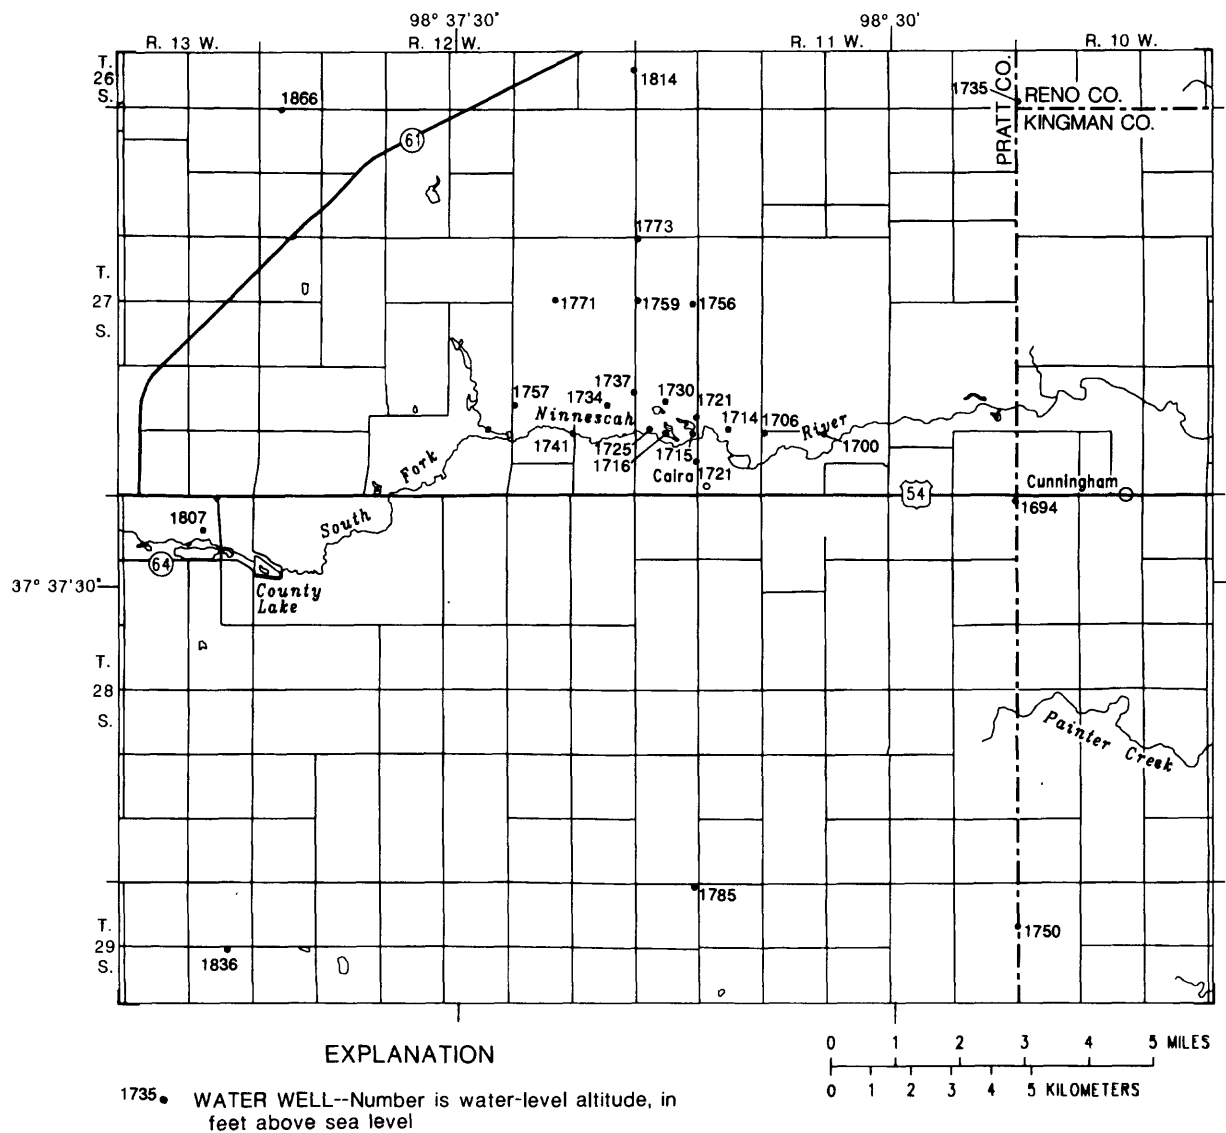 98° 37'30"
98° 30'
R. 13 W.
R. 12 W.
R. 11 W.
R. 10 W.
T.
26
S.
1814
1866
61
1735
PRATT CO.
RENO CO.
KINGMAN CO.
1773
T.
27
S.
1771
1759
1756
1737
1757
1734
1730
1721
Ninnescah
1714
1706
River
1741
1725
1700
1716
1715
Fork
Caira
1721
Cunningham
54
South
1807
1694
64
37° 37'30"
County
Lake
T.
28
S.
Painter Creek
1785
T.
29
S.
1750
1836
EXPLANATION
0 1 2 3 4 5 MILES
0 1 2 3 4 5 KILOMETERS
1735 WATER WELL--Number is water-level altitude, in
feet above sea level